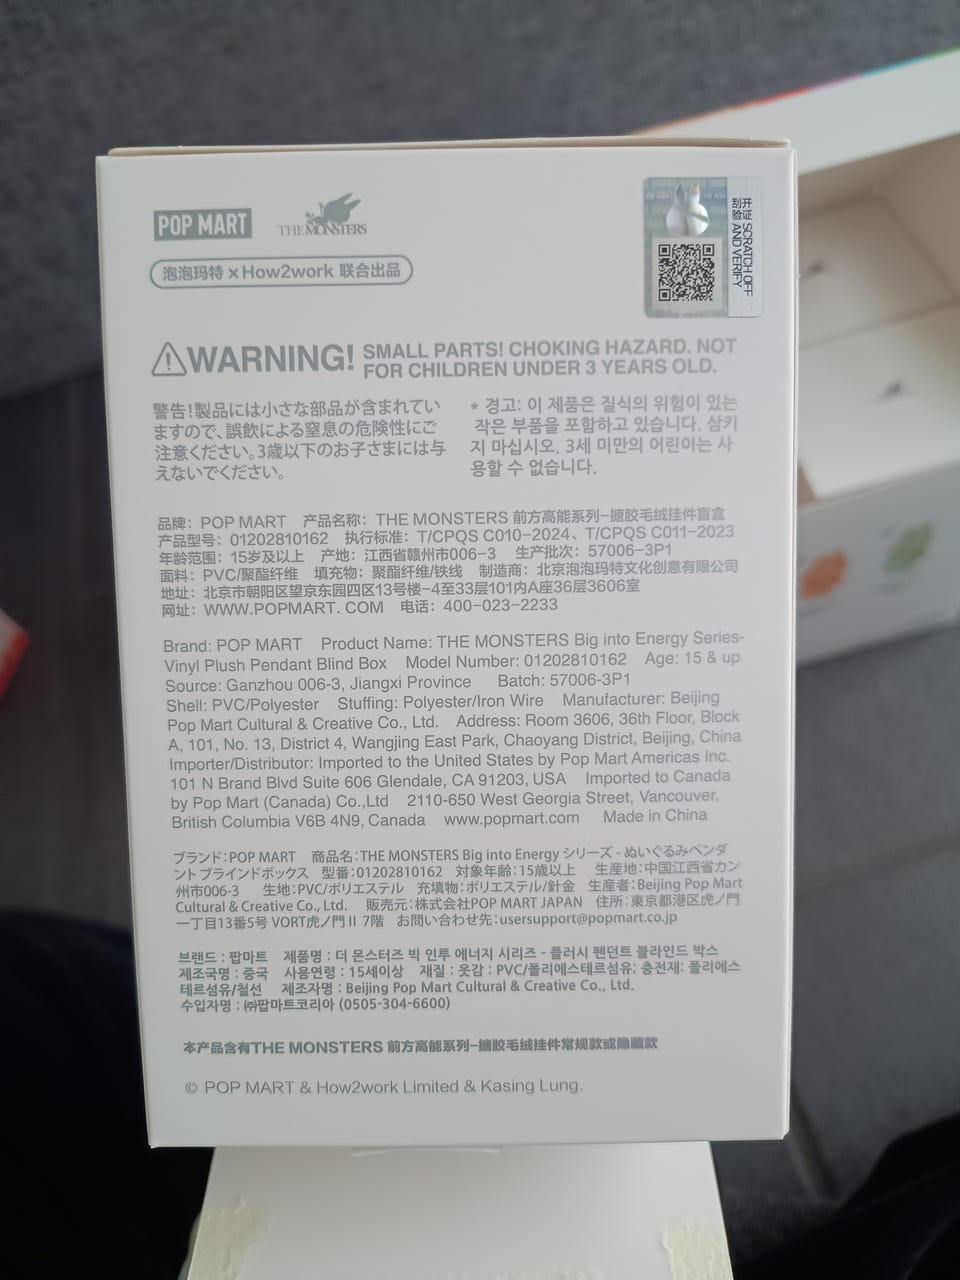 POP MART
THE MONSTERS
泡泡玛特 × How2work 联合出品
刮开验证 SCRATCH OFF AND VERIFY
WARNING! SMALL PARTS! CHOKING HAZARD. NOT
FOR CHILDREN UNDER 3 YEARS OLD.
警告!製品には小さな部品が含まれてい
ますので、誤飲による窒息の危険性にご
注意ください。3歳以下のお子さまには与
えないでください。
* 경고: 이 제품은 질식의 위험이 있는
작은 부품을 포함하고 있습니다. 삼키
지 마십시오. 3세 미만의 어린이는 사
용할 수 없습니다.
品牌: POP MART 产品名称: THE MONSTERS 前方高能系列-搪胶毛绒挂件盲盒
产品型号: 01202810162 执行标准: T/CPQS C010-2024、T/CPQS C011-2023
年龄范围: 15岁及以上 产地: 江西省赣州市006-3 生产批次: 57006-3P1
面料: PVC/聚酯纤维 填充物: 聚酯纤维/铁线 制造商: 北京泡泡玛特文化创意有限公司
地址: 北京市朝阳区望京东园四区13号楼-4至33层101内A座36层3606室
网址: WWW.POPMART.COM 电话: 400-023-2233
Brand: POP MART Product Name: THE MONSTERS Big into Energy Series-
Vinyl Plush Pendant Blind Box Model Number: 01202810162 Age: 15 & up
Source: Ganzhou 006-3, Jiangxi Province Batch: 57006-3P1
Shell: PVC/Polyester Stuffing: Polyester/Iron Wire Manufacturer: Beijing
Pop Mart Cultural & Creative Co., Ltd. Address: Room 3606, 36th Floor, Block
A, 101, No. 13, District 4, Wangjing East Park, Chaoyang District, Beijing, China
Importer/Distributor: Imported to the United States by Pop Mart Americas Inc.
101 N Brand Blvd Suite 606 Glendale, CA 91203, USA Imported to Canada
by Pop Mart (Canada) Co.,Ltd 2110-650 West Georgia Street, Vancouver,
British Columbia V6B 4N9, Canada www.popmart.com Made in China
ブランド:POP MART 商品名:THE MONSTERS Big into Energy シリーズ - ぬいぐるみペンダ
ント ブラインドボックス 型番:01202810162 対象年齢:15歳以上 生産地:中国江西省カン
州市006-3 生地:PVC/ポリエステル 充填物:ポリエステル/針金 生産者:Beijing Pop Mart
Cultural & Creative Co., Ltd. 販売元:株式会社POP MART JAPAN 住所:東京都港区虎ノ門
一丁目13番5号 VORT虎ノ門Ⅱ 7階 お問い合わせ先:usersupport@popmart.co.jp
브랜드 : 팝마트 제품명 : 더 몬스터즈 빅 인투 에너지 시리즈 - 플러시 펜던트 블라인드 박스
제조국명 : 중국 사용연령 : 15세이상 재질 : 옷감 : PVC/폴리에스테르섬유; 충전재: 폴리에스
테르섬유/철선 제조자명 : Beijing Pop Mart Cultural & Creative Co., Ltd.
수입자명 : ㈜팝마트코리아 (0505-304-6600)
本产品含有THE MONSTERS 前方高能系列-搪胶毛绒挂件常规款或隐藏款
© POP MART & How2work Limited & Kasing Lung.